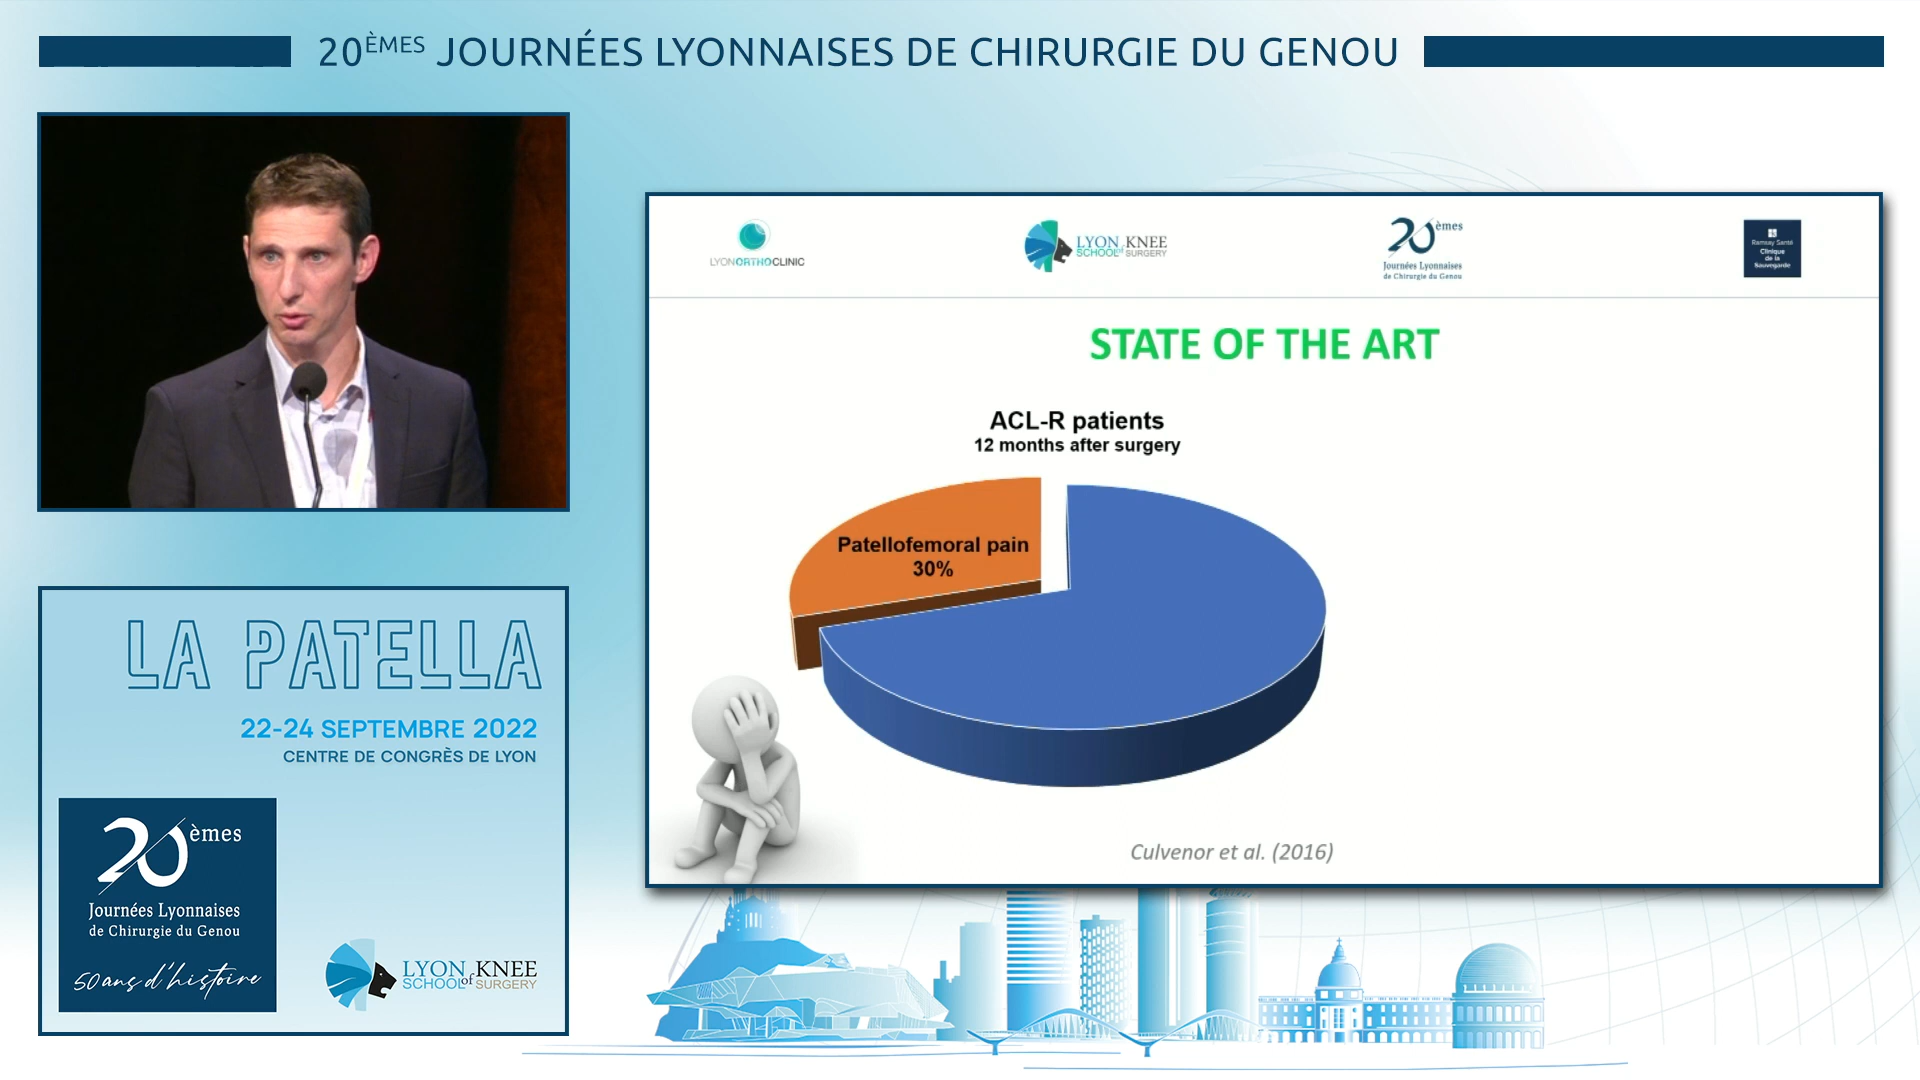 20ÈMES JOURNÉES LYONNAISES DE CHIRURGIE DU GENOU
LYONORTHOCLINIC
LYON KNEE
SCHOOL of SURGERY
20èmes
Journées Lyonnaises
de Chirurgie du Genou
Ramsay Santé
Clinique
de la
Sauvegarde
STATE OF THE ART
ACL-R patients
12 months after surgery
Patellofemoral pain
30%
Culvenor et al. (2016)
LA PATELLA
22-24 SEPTEMBRE 2022
CENTRE DE CONGRÈS DE LYON
20èmes
Journées Lyonnaises
de Chirurgie du Genou
50 ans d'histoire
LYON KNEE
SCHOOL of SURGERY